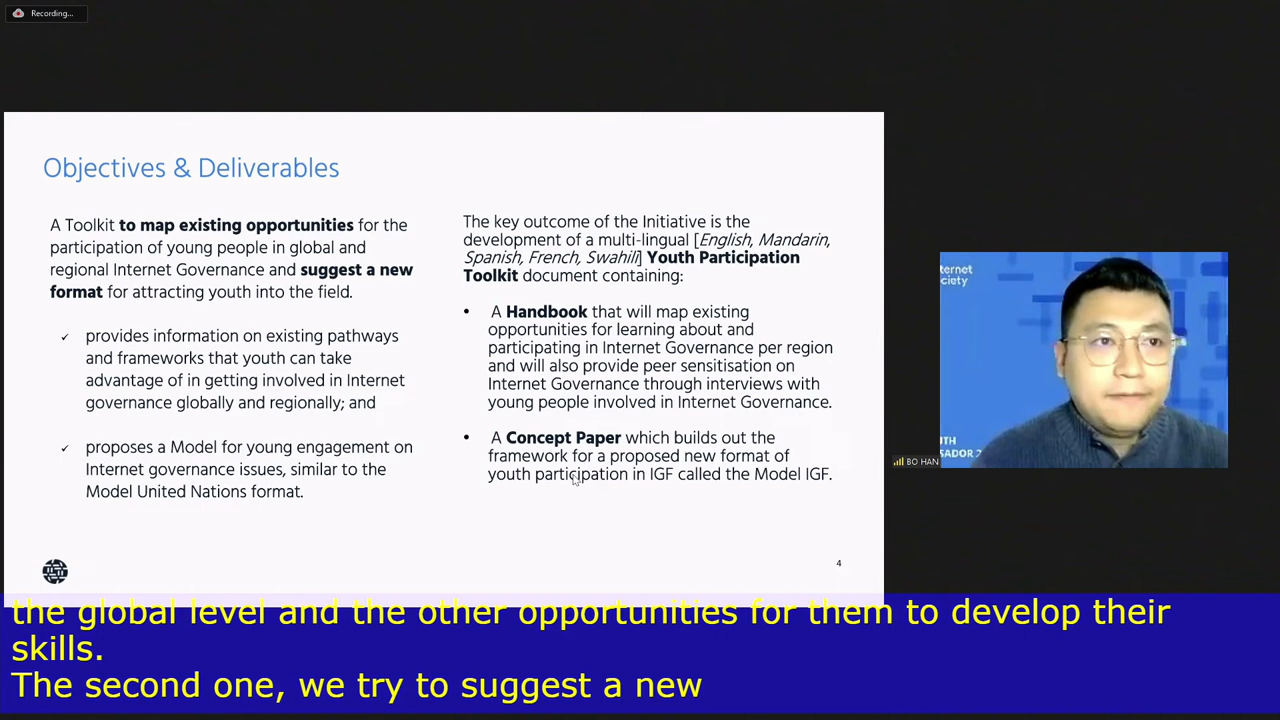 Recording...
Objectives & Deliverables
A Toolkit to map existing opportunities for the
participation of young people in global and
regional Internet Governance and suggest a new
format for attracting youth into the field.
✓ provides information on existing pathways
and frameworks that youth can take
advantage of in getting involved in Internet
governance globally and regionally; and
✓ proposes a Model for young engagement on
Internet governance issues, similar to the
Model United Nations format.
The key outcome of the Initiative is the
development of a multi-lingual [English, Mandarin,
Spanish, French, Swahili] Youth Participation
Toolkit document containing:
• A Handbook that will map existing
opportunities for learning about and
participating in Internet Governance per region
and will also provide peer sensitisation on
Internet Governance through interviews with
young people involved in Internet Governance.
• A Concept Paper which builds out the
framework for a proposed new format of
youth participation in IGF called the Model IGF.
4
ternet
ciety
TH
SADOR 2
BO HAN
the global level and the other opportunities for them to develop their
skills.
The second one, we try to suggest a new